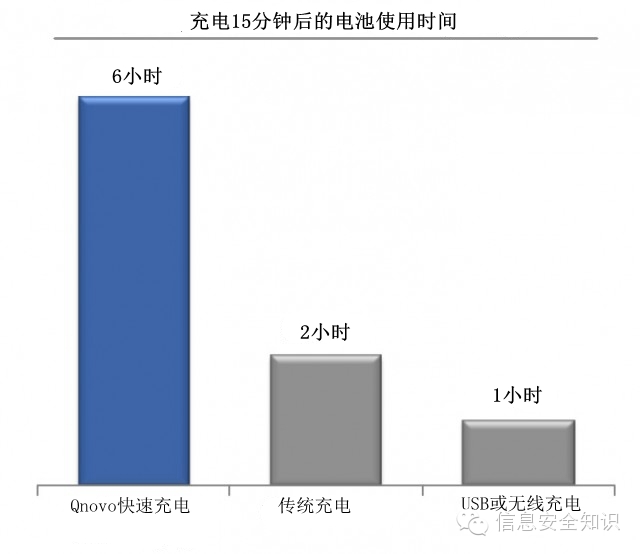 充电15分钟后的电池使用时间
6小时
2小时
1小时
Qnovo快速充电
传统充电
USB或无线充电
信息安全知识